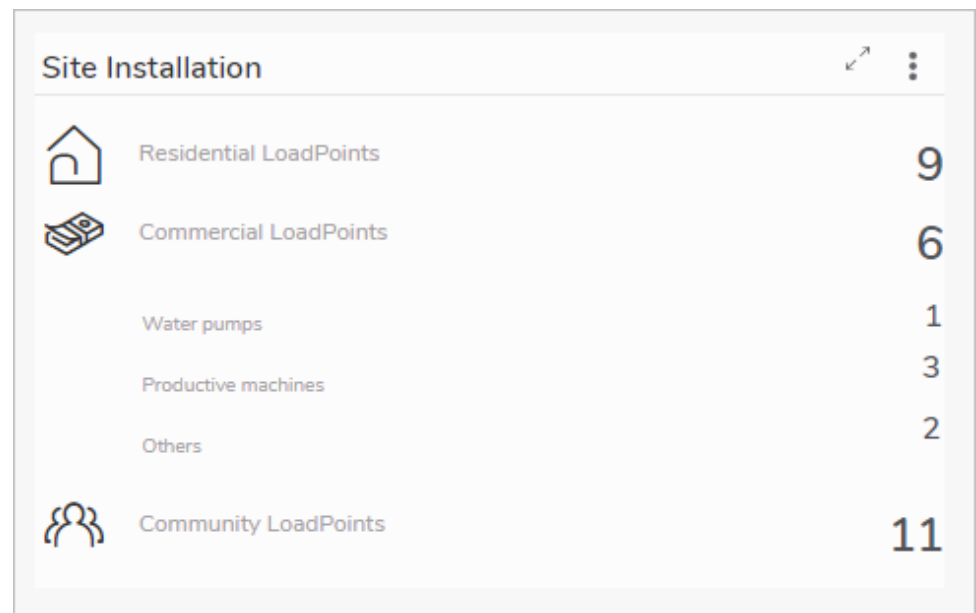 Site Installation
Residential LoadPoints 9
Commercial LoadPoints 6
Water pumps 1
Productive machines 3
Others 2
Community LoadPoints 11